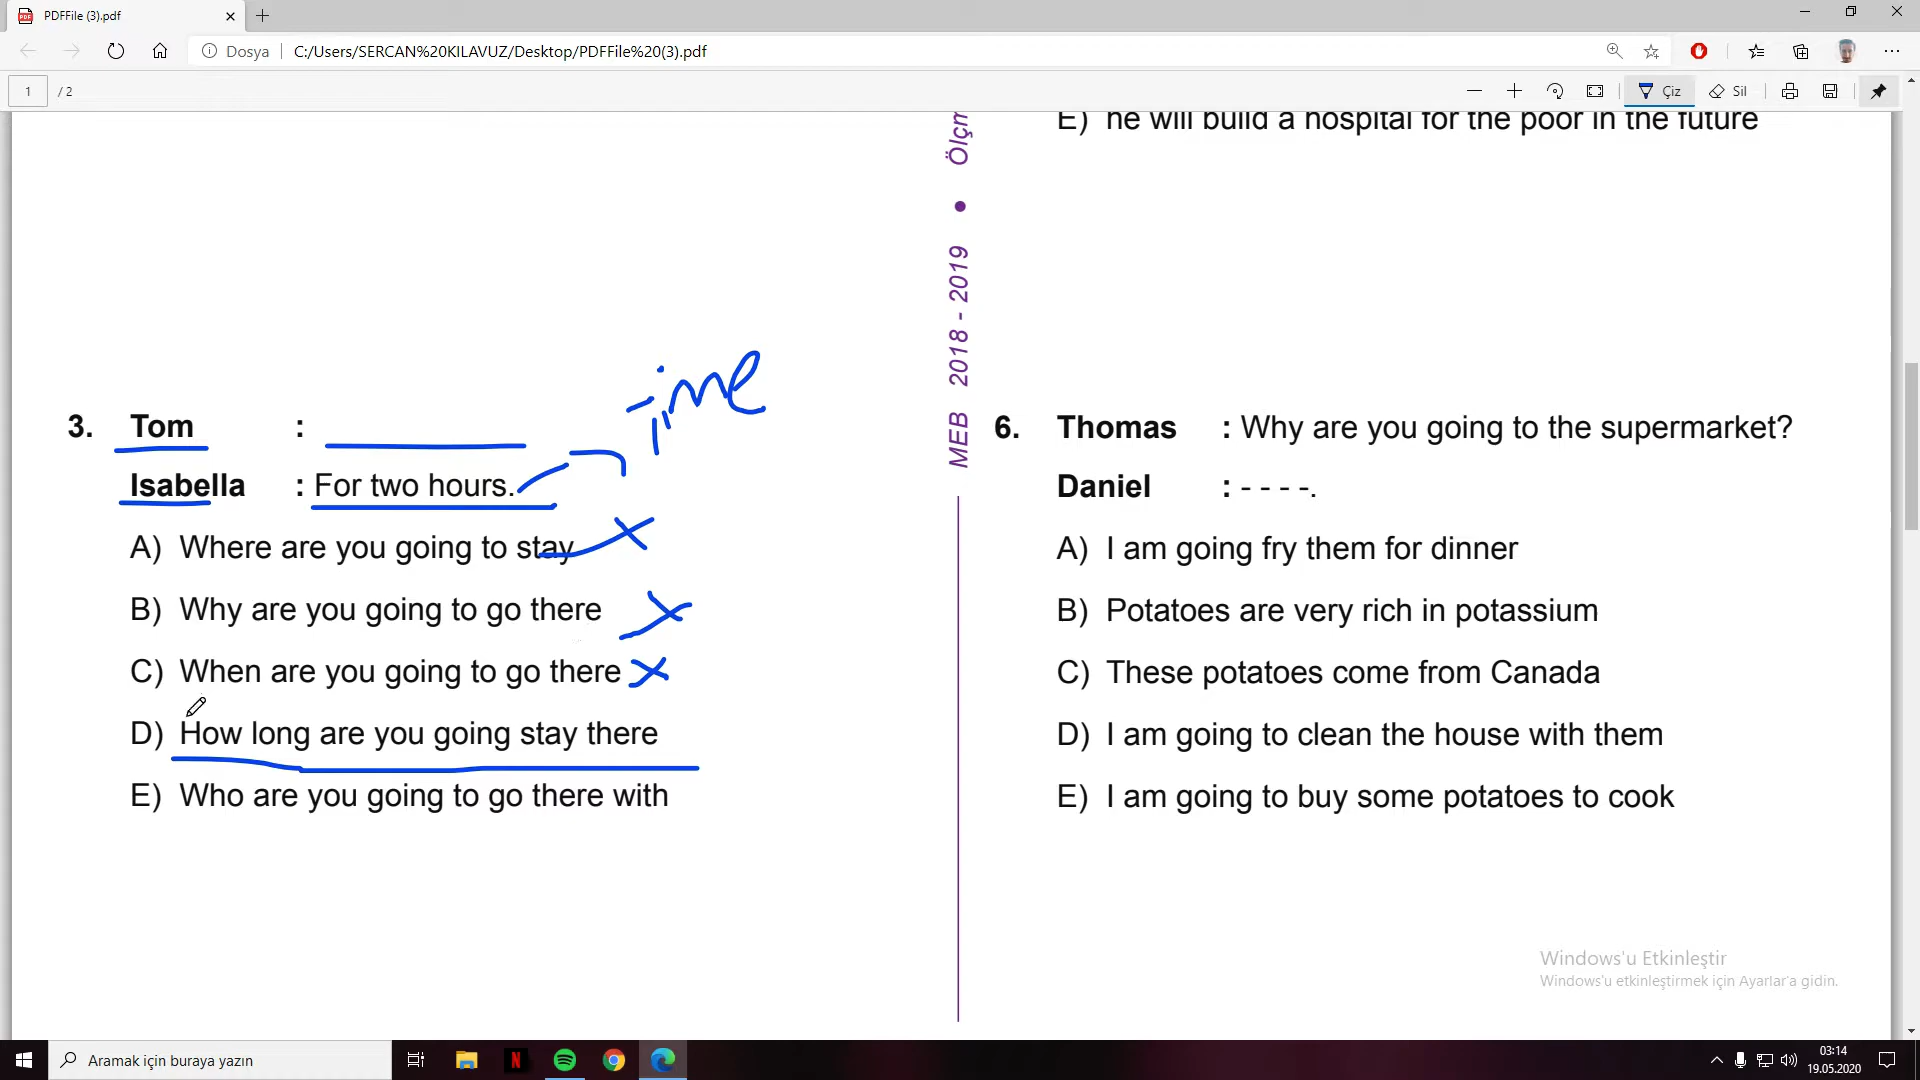 PDFFile (3).pdf
Dosya
C:/Users/SERCAN%20KILAVUZ/Desktop/PDFFile%20(3).pdf
1 / 2
Çiz
Sil
3. Tom :
Isabella : For two hours.
Time
A) Where are you going to stay
B) Why are you going to go there
C) When are you going to go there
D) How long are you going stay there
E) Who are you going to go there with
MEB 2018 - 2019 • Ölçm
E) he will build a hospital for the poor in the future
6. Thomas : Why are you going to the supermarket?
Daniel : - - - -.
A) I am going fry them for dinner
B) Potatoes are very rich in potassium
C) These potatoes come from Canada
D) I am going to clean the house with them
E) I am going to buy some potatoes to cook
Windows'u Etkinleştir
Windows'u etkinleştirmek için Ayarlar'a gidin.
Aramak için buraya yazın
03:14
19.05.2020